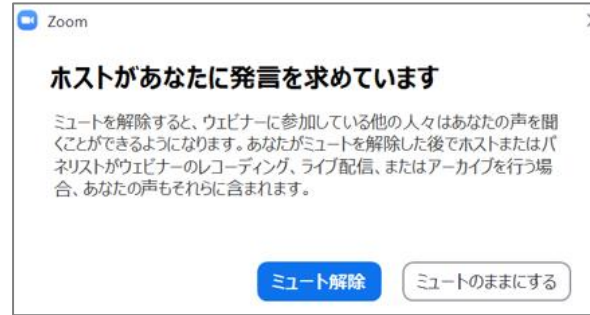 Zoom
ホストがあなたに発言を求めています
ミュートを解除すると、ウェビナーに参加している他の人々はあなたの声を聞
くことができるようになります。あなたがミュートを解除した後でホストまたはパ
ネリストがウェビナーのレコーディング、ライブ配信、またはアーカイブを行う場
合、あなたの声もそれらに含まれます。
ミュート解除
ミュートのままにする